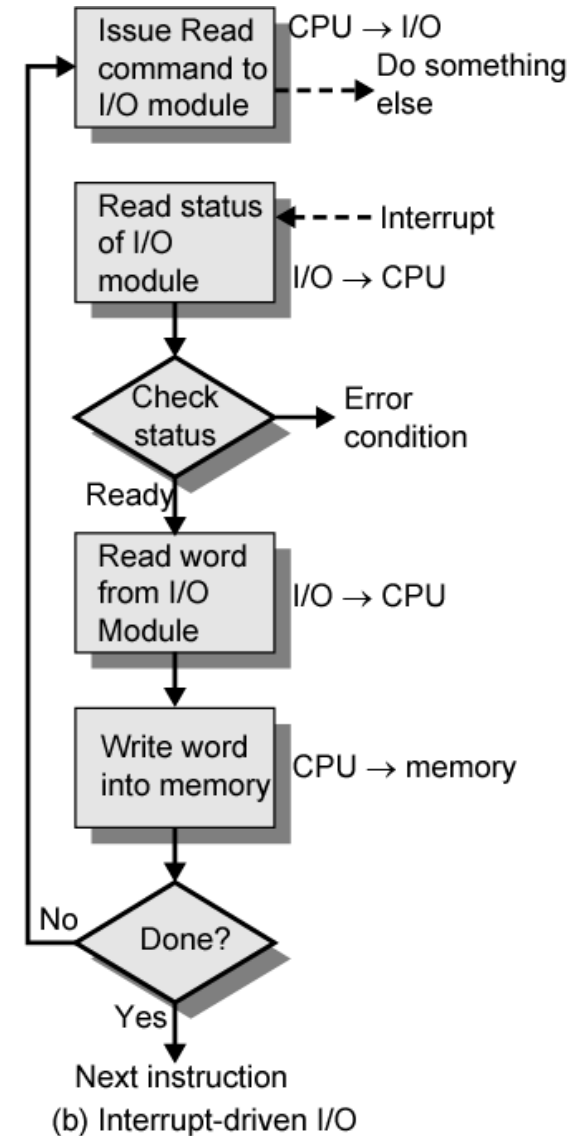 Issue Read
command to
I/O module
CPU → I/O
Do something
else
Read status
of I/O
module
Interrupt
I/O → CPU
Check
status
Error
condition
Ready
Read word
from I/O
Module
I/O → CPU
Write word
into memory
CPU → memory
No
Done?
Yes
Next instruction
(b) Interrupt-driven I/O